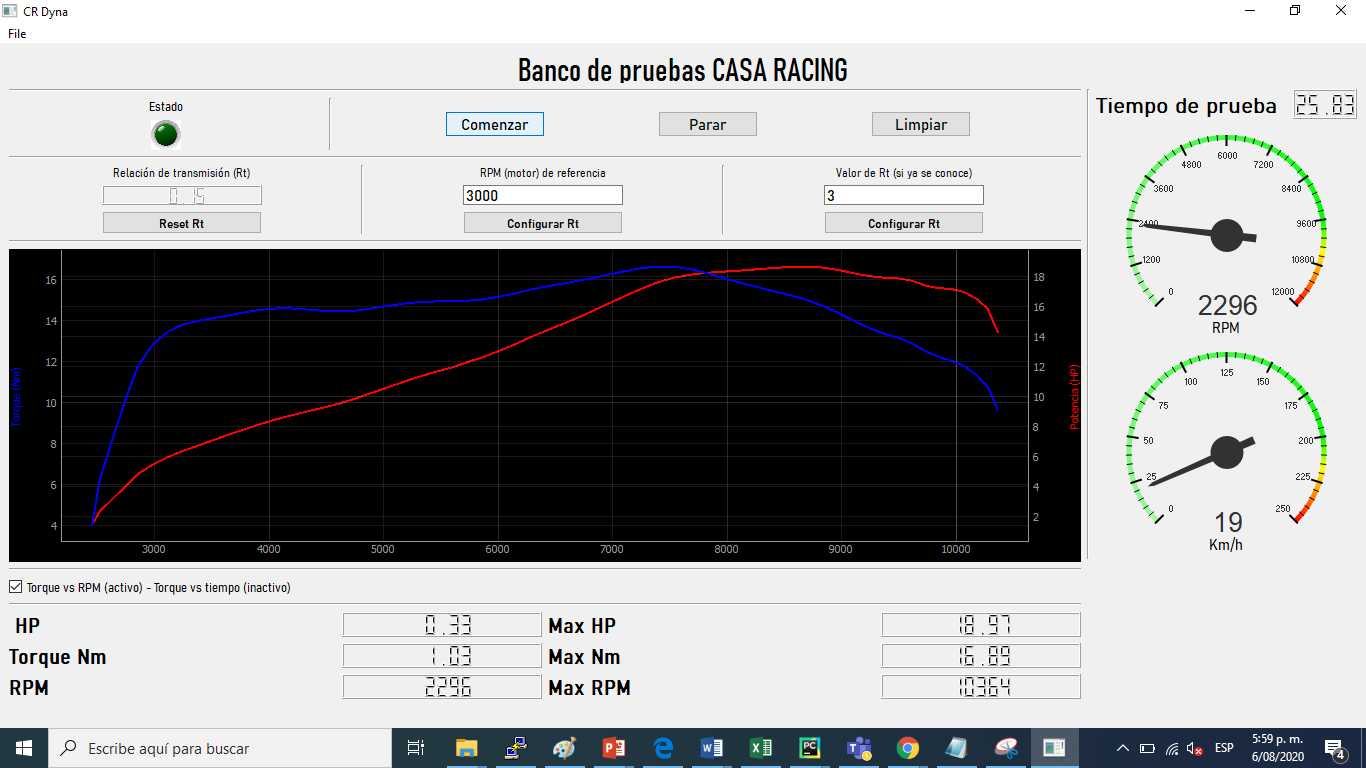 CR Dyna
File
Banco de pruebas CASA RACING
Estado
Comenzar
Parar
Limpiar
Tiempo de prueba 25.83
Relación de transmisión (Rt)
0.15
Reset Rt
RPM (motor) de referencia
3000
Configurar Rt
Valor de Rt (si ya se conoce)
3
Configurar Rt
Torque (Nm)
16
14
12
10
8
6
4
3000 4000 5000 6000 7000 8000 9000 10000
18
16
14
12
10
8
6
4
2
Potencia (HP)
0 1200 2400 3600 4800 6000 7200 8400 9600 10800 12000
2296
RPM
0 25 50 75 100 125 150 175 200 225 250
19
Km/h
Torque vs RPM (activo) - Torque vs tiempo (inactivo)
HP 0.33 Max HP 18.97
Torque Nm 1.03 Max Nm 16.89
RPM 2296 Max RPM 10364
Escribe aquí para buscar
ESP
5:59 p. m.
6/08/2020
4